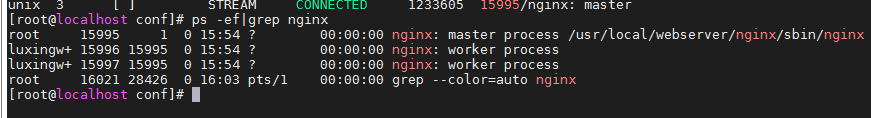 unix 3 [ ] STREAM CONNECTED 1233605 15995/nginx: master
[root@localhost conf]# ps -ef|grep nginx
root 15995 1 0 15:54 ? 00:00:00 nginx: master process /usr/local/webserver/nginx/sbin/nginx
luxingw+ 15996 15995 0 15:54 ? 00:00:00 nginx: worker process
luxingw+ 15997 15995 0 15:54 ? 00:00:00 nginx: worker process
root 16021 28426 0 16:03 pts/1 00:00:00 grep --color=auto nginx
[root@localhost conf]#